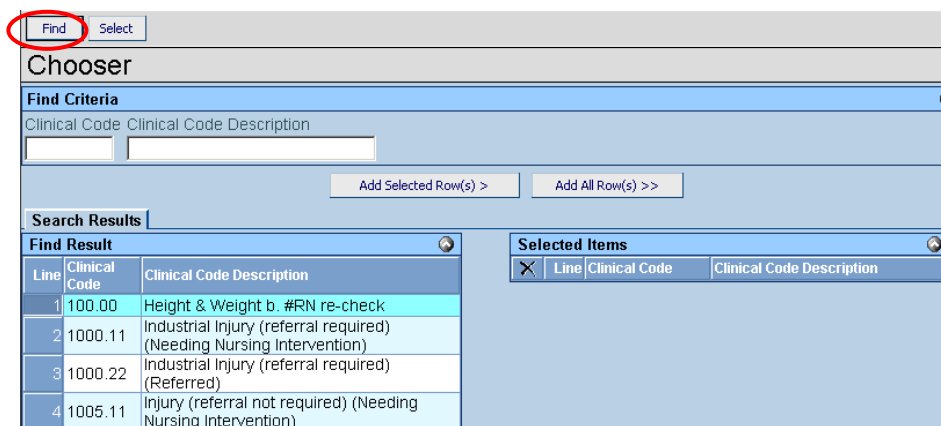 Find Select
Chooser
Find Criteria
Clinical Code Clinical Code Description
Add Selected Row(s) > Add All Row(s) >>
Search Results
Find Result
Line Clinical Code Clinical Code Description
1 100.00 Height & Weight b. #RN re-check
2 1000.11 Industrial Injury (referral required)
(Needing Nursing Intervention)
3 1000.22 Industrial Injury (referral required)
(Referred)
4 1005.11 Injury (referral not required) (Needing
Nursing Intervention)
Selected Items
Line Clinical Code Clinical Code Description